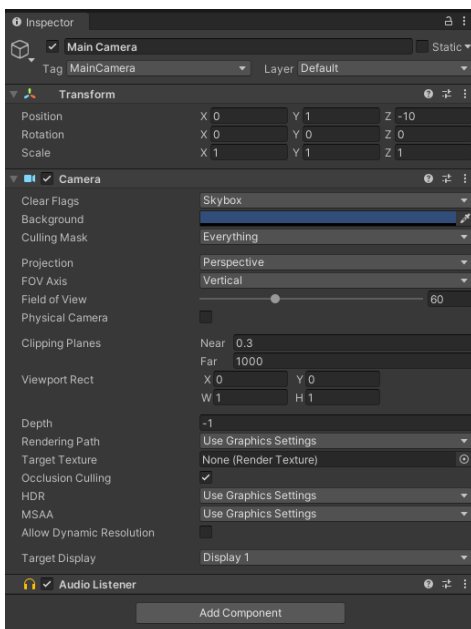 Inspector
Main Camera Static
Tag MainCamera Layer Default
Transform
Position X 0 Y 1 Z -10
Rotation X 0 Y 0 Z 0
Scale X 1 Y 1 Z 1
Camera
Clear Flags Skybox
Background
Culling Mask Everything
Projection Perspective
FOV Axis Vertical
Field of View 60
Physical Camera
Clipping Planes Near 0.3
Far 1000
Viewport Rect X 0 Y 0
W 1 H 1
Depth -1
Rendering Path Use Graphics Settings
Target Texture None (Render Texture)
Occlusion Culling
HDR Use Graphics Settings
MSAA Use Graphics Settings
Allow Dynamic Resolution
Target Display Display 1
Audio Listener
Add Component